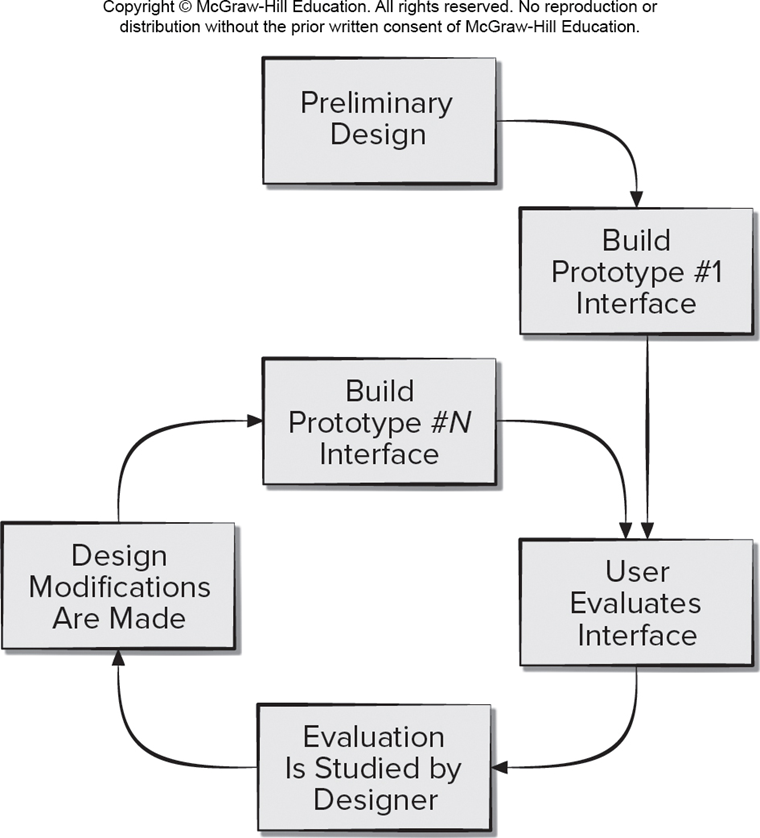 Copyright © McGraw-Hill Education. All rights reserved. No reproduction or
distribution without the prior written consent of McGraw-Hill Education.
Preliminary
Design
Build
Prototype #1
Interface
Build
Prototype #N
Interface
User
Evaluates
Interface
Design
Modifications
Are Made
Evaluation
Is Studied by
Designer